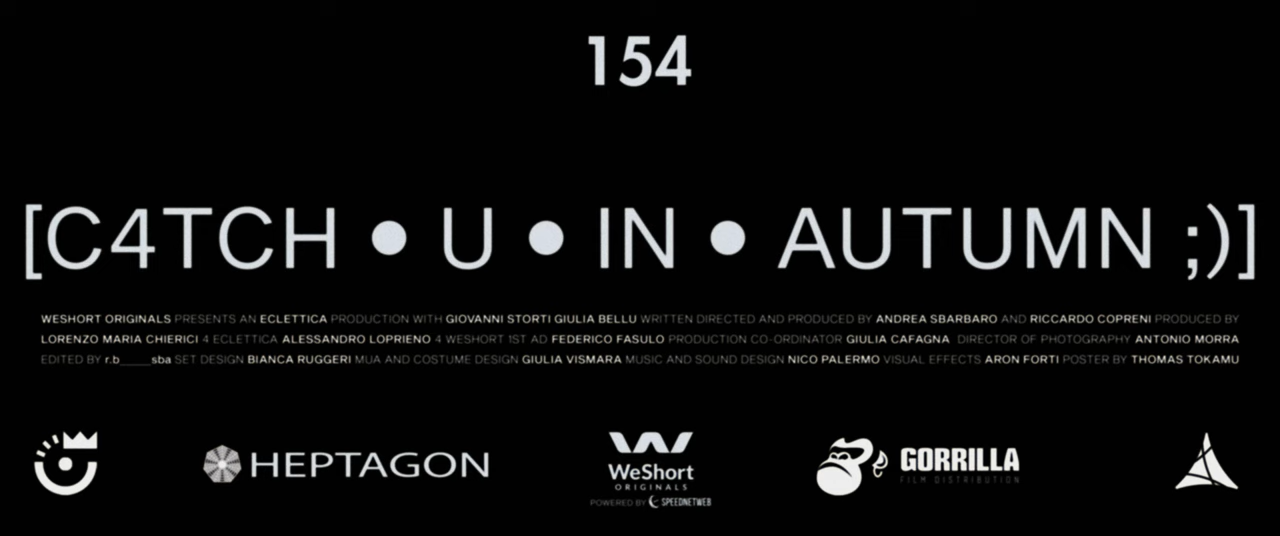 154
[C4TCH • U • IN • AUTUMN ;)]
WESHORT ORIGINALS PRESENTS AN ECLETTICA PRODUCTION WITH GIOVANNI STORTI GIULIA BELLU WRITTEN DIRECTED AND PRODUCED BY ANDREA SBARBARO AND RICCARDO COPRENI PRODUCED BY
LORENZO MARIA CHIERICI 4 ECLETTICA ALESSANDRO LOPRIENO 4 WESHORT 1ST AD FEDERICO FASULO PRODUCTION CO-ORDINATOR GIULIA CAFAGNA DIRECTOR OF PHOTOGRAPHY ANTONIO MORRA
EDITED BY r.b_____sba SET DESIGN BIANCA RUGGERI MUA AND COSTUME DESIGN GIULIA VISMARA MUSIC AND SOUND DESIGN NICO PALERMO VISUAL EFFECTS ARON FORTI POSTER BY THOMAS TOKAMU
HEPTAGON
WeShort
ORIGINALS
POWERED BY SPEEDNETWEB
GORRILLA
FILM DISTRIBUTION